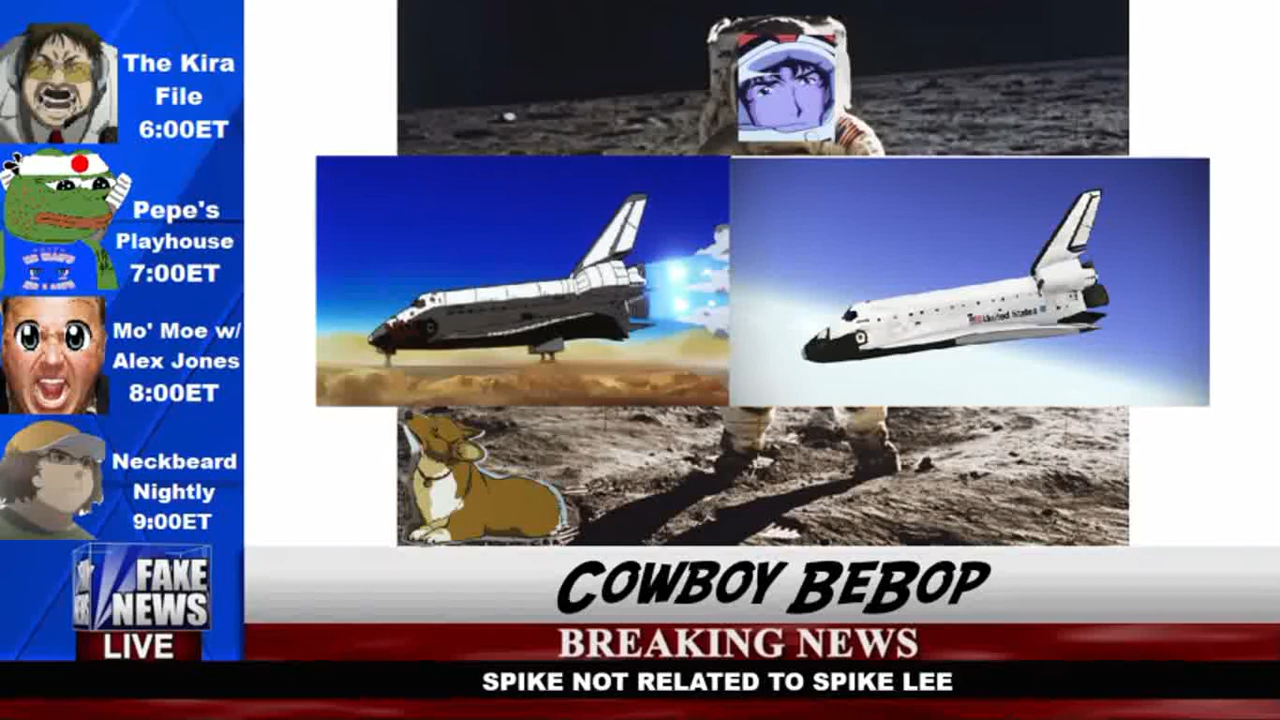 The Kira
File
6:00ET
Pepe's
Playhouse
7:00ET
Mo' Moe w/
Alex Jones
8:00ET
Neckbeard
Nightly
9:00ET
FAKE
NEWS
LIVE
United States
COWBOY BEBOP
BREAKING NEWS
SPIKE NOT RELATED TO SPIKE LEE